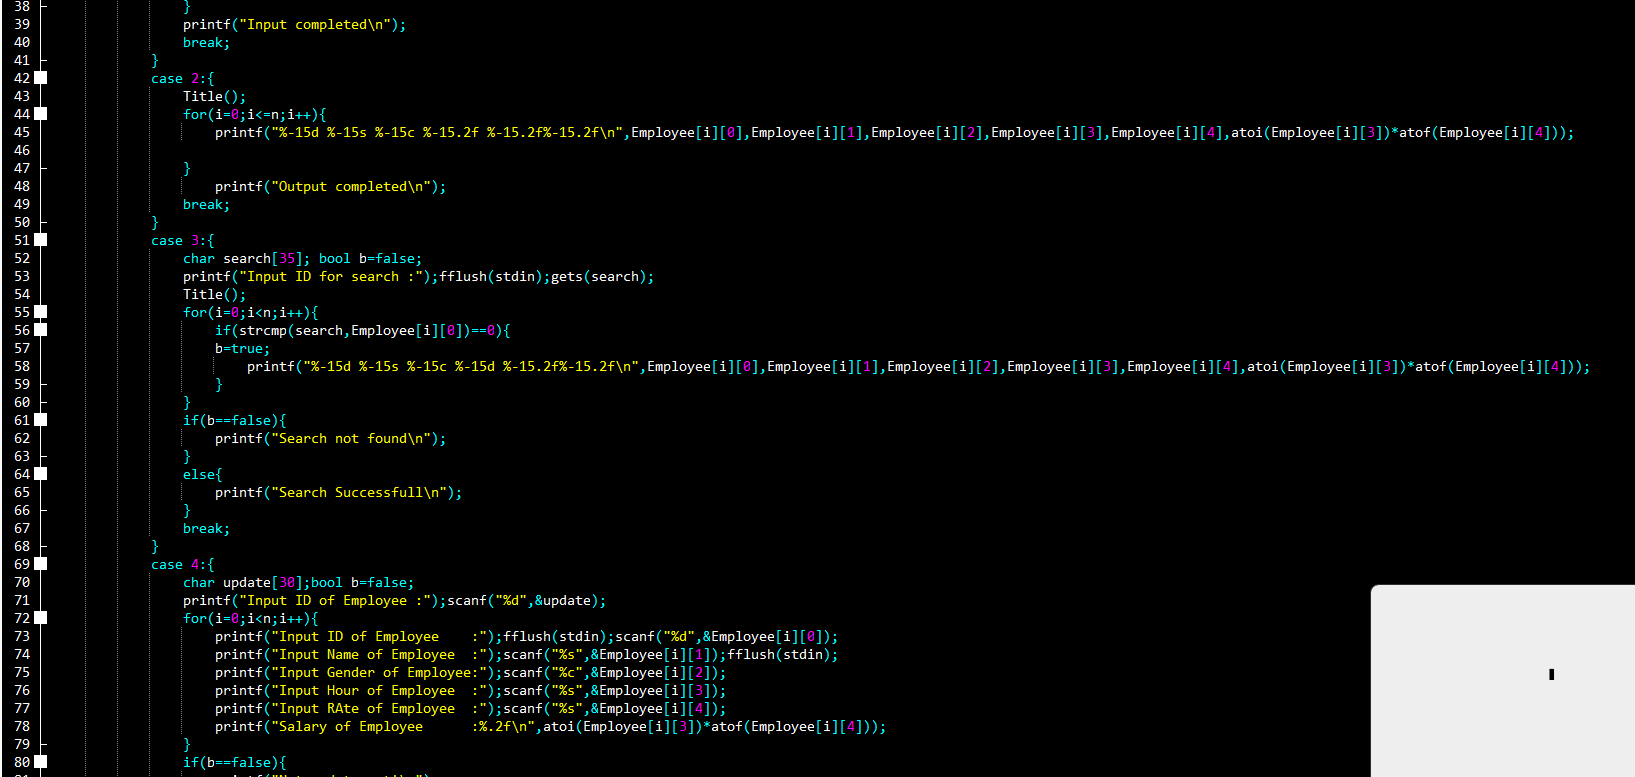 38 }
39 printf("Input completed\n");
40 break;
41 }
42 case 2:{
43 Title();
44 for(i=0;i<=n;i++){
45 printf("%-15d %-15s %-15c %-15.2f %-15.2f%-15.2f\n",Employee[i][0],Employee[i][1],Employee[i][2],Employee[i][3],Employee[i][4],atoi(Employee[i][3])*atof(Employee[i][4]));
46
47 }
48 printf("Output completed\n");
49 break;
50 }
51 case 3:{
52 char search[35]; bool b=false;
53 printf("Input ID for search :");fflush(stdin);gets(search);
54 Title();
55 for(i=0;i<n;i++){
56 if(strcmp(search,Employee[i][0])==0){
57 b=true;
58 printf("%-15d %-15s %-15c %-15d %-15.2f%-15.2f\n",Employee[i][0],Employee[i][1],Employee[i][2],Employee[i][3],Employee[i][4],atoi(Employee[i][3])*atof(Employee[i][4]));
59 }
60 }
61 if(b==false){
62 printf("Search not found\n");
63 }
64 else{
65 printf("Search Successfull\n");
66 }
67 break;
68 }
69 case 4:{
70 char update[30];bool b=false;
71 printf("Input ID of Employee :");scanf("%d",&update);
72 for(i=0;i<n;i++){
73 printf("Input ID of Employee    :");fflush(stdin);scanf("%d",&Employee[i][0]);
74 printf("Input Name of Employee  :");scanf("%s",&Employee[i][1]);fflush(stdin);
75 printf("Input Gender of Employee:");scanf("%c",&Employee[i][2]);
76 printf("Input Hour of Employee  :");scanf("%s",&Employee[i][3]);
77 printf("Input RAte of Employee  :");scanf("%s",&Employee[i][4]);
78 printf("Salary of Employee      :%.2f\n",atoi(Employee[i][3])*atof(Employee[i][4]));
79 }
80 if(b==false){